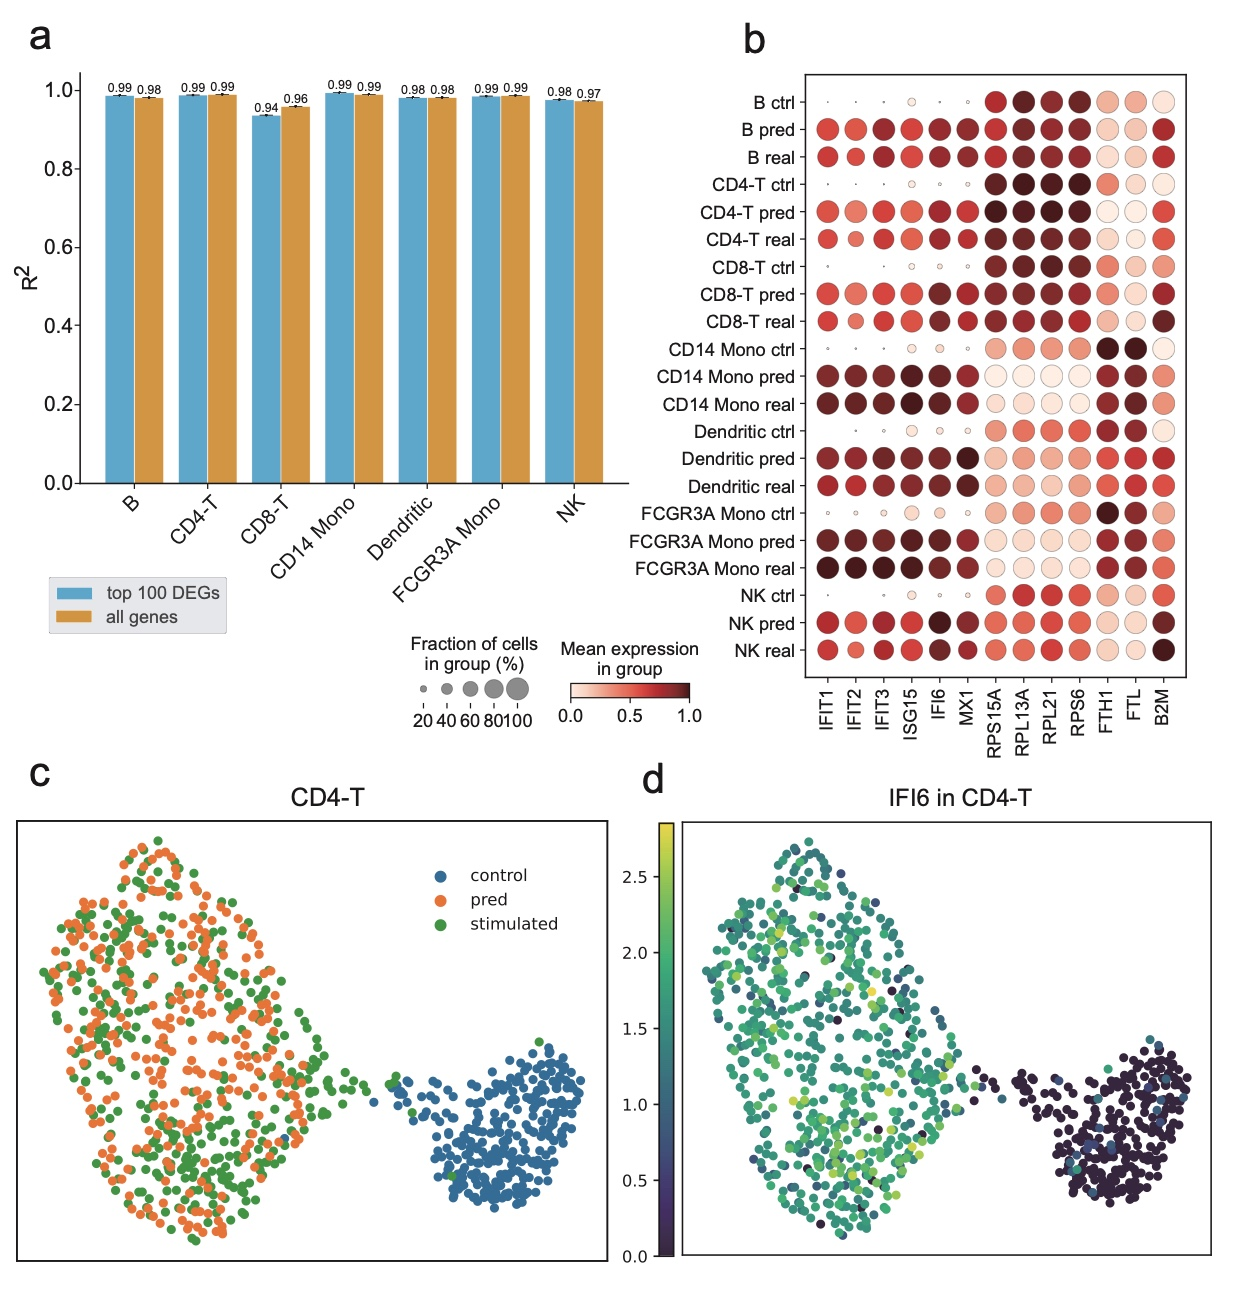 a
1.0
0.8
0.6
0.4
0.2
0.0
R2
0.99 0.98
0.99 0.99
0.94 0.96
0.99 0.99
0.98 0.98
0.99 0.99
0.98 0.97
B
CD4-T
CD8-T
CD14 Mono
Dendritic
FCGR3A Mono
NK
top 100 DEGs
all genes
b
B ctrl
B pred
B real
CD4-T ctrl
CD4-T pred
CD4-T real
CD8-T ctrl
CD8-T pred
CD8-T real
CD14 Mono ctrl
CD14 Mono pred
CD14 Mono real
Dendritic ctrl
Dendritic pred
Dendritic real
FCGR3A Mono ctrl
FCGR3A Mono pred
FCGR3A Mono real
NK ctrl
NK pred
NK real
IFIT1
IFIT2
IFIT3
ISG15
IFI6
MX1
RPS15A
RPL13A
RPL21
RPS6
FTH1
FTL
B2M
Fraction of cells
in group (%)
20 40 60 80100
Mean expression
in group
0.0 0.5 1.0
c
CD4-T
control
pred
stimulated
d
IFI6 in CD4-T
2.5
2.0
1.5
1.0
0.5
0.0